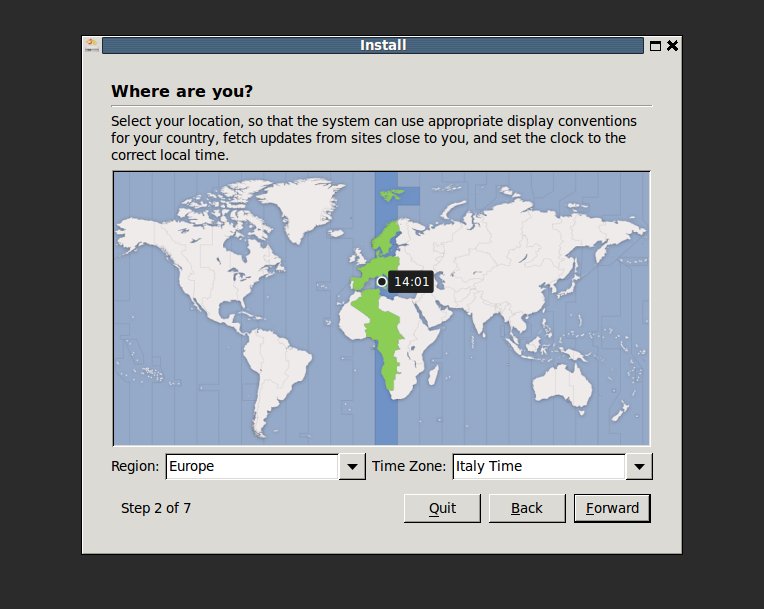 Install
Where are you?
Select your location, so that the system can use appropriate display conventions
for your country, fetch updates from sites close to you, and set the clock to the
correct local time.
14:01
Region: Europe Time Zone: Italy Time
Step 2 of 7 Quit Back Forward